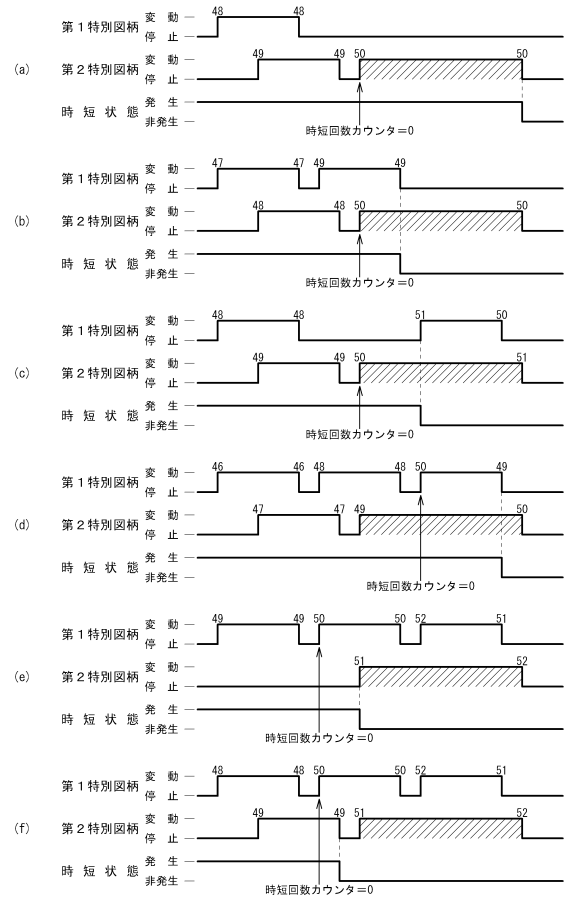 48 48
第１特別図柄 変 動
停 止
49 49 50 50
(a) 第２特別図柄 変 動
停 止
時 短 状 態 発 生
非発生
時短回数カウンタ＝0
47 47 49 49
第１特別図柄 変 動
停 止
48 48 50 50
(b) 第２特別図柄 変 動
停 止
時 短 状 態 発 生
非発生
時短回数カウンタ＝0
48 48 51 50
第１特別図柄 変 動
停 止
49 49 50 51
(c) 第２特別図柄 変 動
停 止
時 短 状 態 発 生
非発生
時短回数カウンタ＝0
46 46 48 48 50 49
第１特別図柄 変 動
停 止
47 47 49 50
(d) 第２特別図柄 変 動
停 止
時 短 状 態 発 生
非発生
時短回数カウンタ＝0
49 49 50 50 52 51
第１特別図柄 変 動
停 止
51 52
(e) 第２特別図柄 変 動
停 止
時 短 状 態 発 生
非発生
時短回数カウンタ＝0
48 48 50 50 52 51
第１特別図柄 変 動
停 止
49 49 51 52
(f) 第２特別図柄 変 動
停 止
時 短 状 態 発 生
非発生
時短回数カウンタ＝0